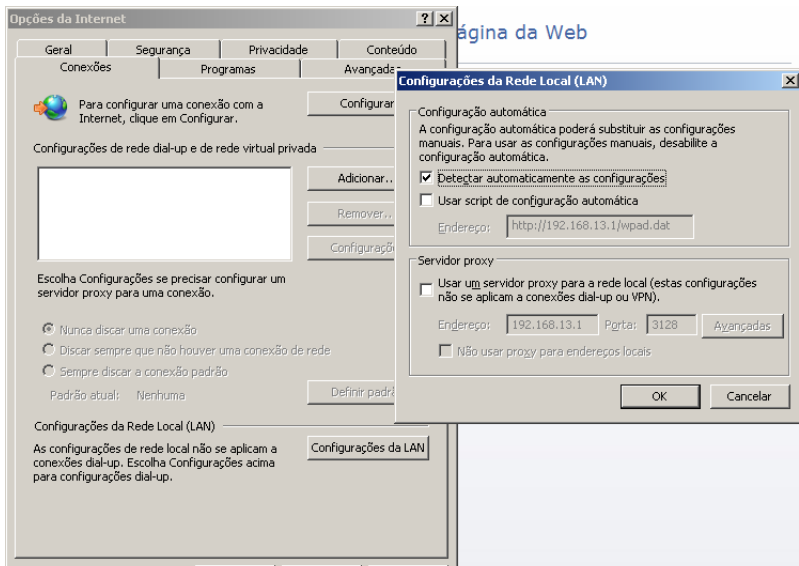 Opções da Internet
ágina da Web
Geral
Segurança
Privacidade
Conteúdo
Conexões
Programas
Para configurar uma conexão com a
Internet, clique em Configurar.
Configurar
Configurações de rede dial-up e de rede virtual privada
Adicionar..
Remover..
Escolha Configurações se precisar configurar um
servidor proxy para uma conexão.
Nunca discar uma conexão
Discar sempre que não houver uma conexão de rede
Sempre discar a conexão padrão
Padrão atual: Nenhuma
Definir padrã
Configurações da Rede Local (LAN)
As configurações de rede local não se aplicam a
conexões dial-up. Escolha Configurações acima
para configurações dial-up.
Configurações da LAN
Configurações da Rede Local (LAN)
Configuração automática
A configuração automática poderá substituir as configurações
manuais. Para usar as configurações manuais, desabilite a
configuração automática.
Detectar automaticamente as configurações
Usar script de configuração automática
Endereço: http://192.168.13.1/wpad.dat
Servidor proxy
Usar um servidor proxy para a rede local (estas configurações
não se aplicam a conexões dial-up ou VPN).
Endereço: 192.168.13.1 Porta: 3128 Avançadas
Não usar proxy para endereços locais
OK
Cancelar